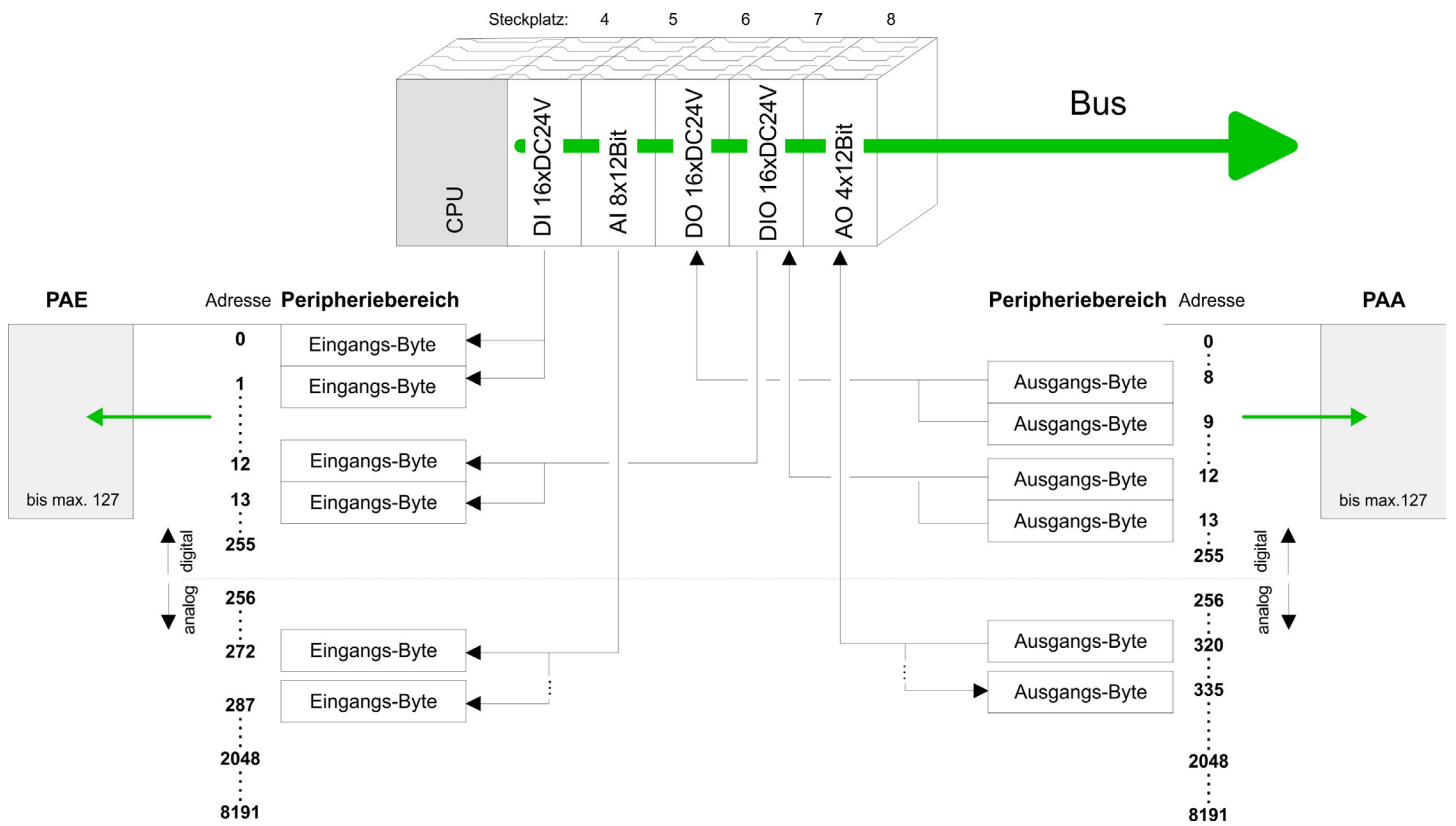 Steckplatz: 4 5 6 7 8
Bus
CPU
DI 16xDC24V
AI 8x12Bit
DO 16xDC24V
DIO 16xDC24V
AO 4x12Bit
PAE Adresse Peripheriebereich
0 Eingangs-Byte
1 Eingangs-Byte
12 Eingangs-Byte
13 Eingangs-Byte
bis max. 127
255
digital
analog
256
272 Eingangs-Byte
287 Eingangs-Byte
2048
8191
Peripheriebereich Adresse PAA
0
Ausgangs-Byte 8
Ausgangs-Byte 9
Ausgangs-Byte 12
Ausgangs-Byte 13
bis max.127
255
digital
analog
256
Ausgangs-Byte 320
Ausgangs-Byte 335
2048
8191